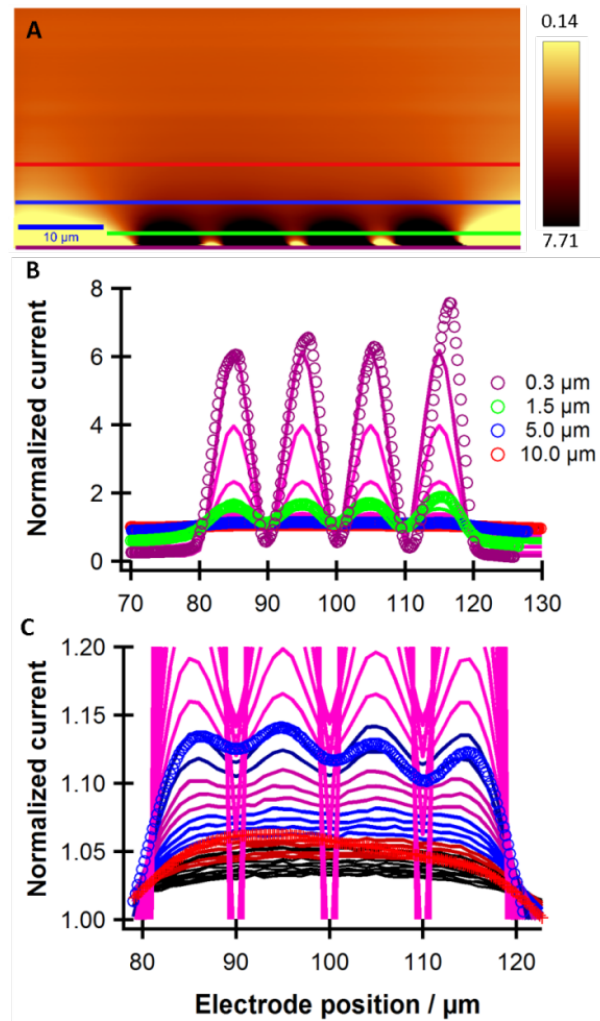 A
0.14
10 µm
7.71
B
8
6
4
2
0
Normalized current
0.3 µm
1.5 µm
5.0 µm
10.0 µm
70
80
90
100
110
120
130
C
1.20
1.15
1.10
1.05
1.00
Normalized current
80
90
100
110
120
Electrode position / µm